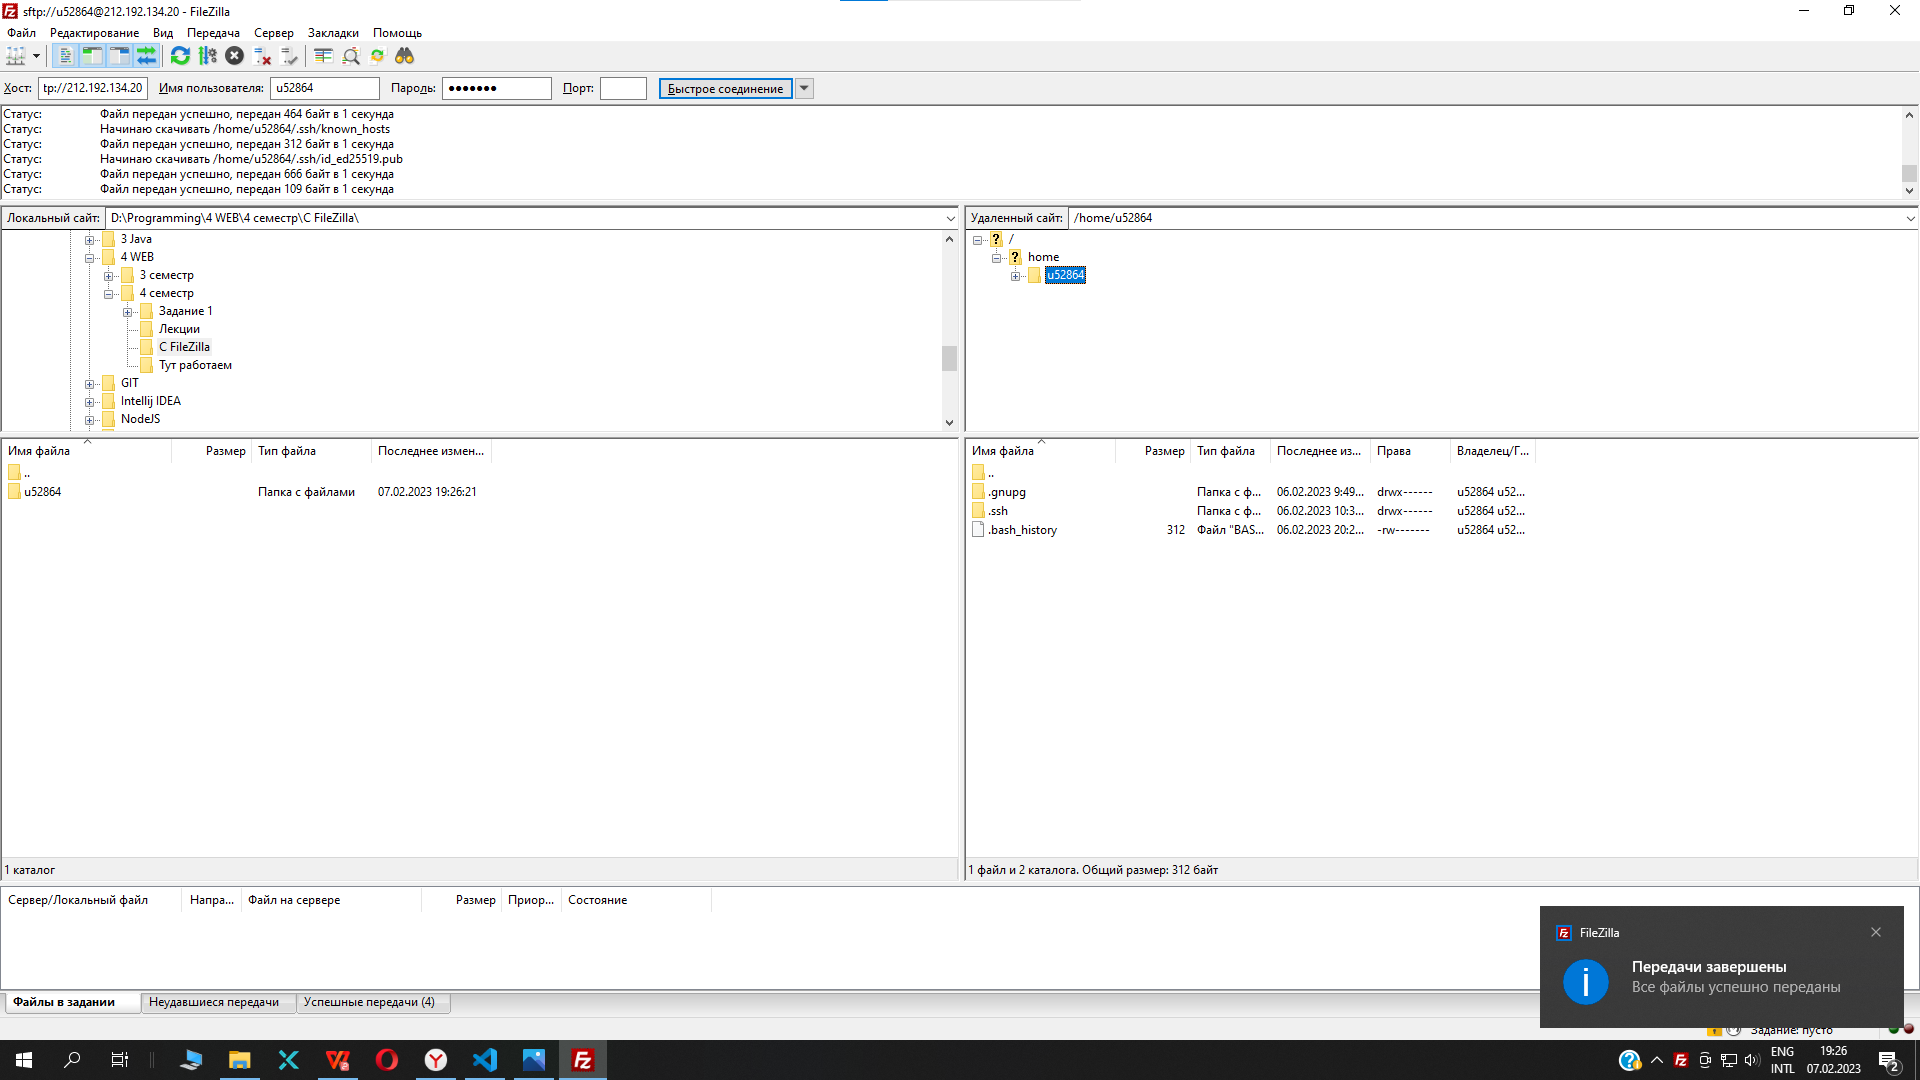 sftp://u52864@212.192.134.20 - FileZilla
Файл Редактирование Вид Передача Сервер Закладки Помощь
Хост: tp://212.192.134.20 Имя пользователя: u52864 Пароль: ●●●●●●● Порт: Быстрое соединение
Статус: Файл передан успешно, передан 464 байт в 1 секунда
Статус: Начинаю скачивать /home/u52864/.ssh/known_hosts
Статус: Файл передан успешно, передан 312 байт в 1 секунда
Статус: Начинаю скачивать /home/u52864/.ssh/id_ed25519.pub
Статус: Файл передан успешно, передан 666 байт в 1 секунда
Статус: Файл передан успешно, передан 109 байт в 1 секунда
Локальный сайт: D:\Programming\4 WEB\4 семестр\С FileZilla\
3 Java
4 WEB
3 семестр
4 семестр
Задание 1
Лекции
С FileZilla
Тут работаем
GIT
Intellij IDEA
NodeJS
Удаленный сайт: /home/u52864
/
home
u52864
Имя файла Размер Тип файла Последнее измен...
..
u52864 Папка с файлами 07.02.2023 19:26:21
1 каталог
Имя файла Размер Тип файла Последнее из... Права Владелец/Г...
..
.gnupg Папка с ф... 06.02.2023 9:49... drwx------ u52864 u52...
.ssh Папка с ф... 06.02.2023 10:3... drwx------ u52864 u52...
.bash_history 312 Файл "BAS... 06.02.2023 20:2... -rw------- u52864 u52...
1 файл и 2 каталога. Общий размер: 312 байт
Сервер/Локальный файл Напра... Файл на сервере Размер Приор... Состояние
Файлы в задании Неудавшиеся передачи Успешные передачи (4)
FileZilla
Передачи завершены
Все файлы успешно переданы
Задание: пусто
ENG
INTL
19:26
07.02.2023
2